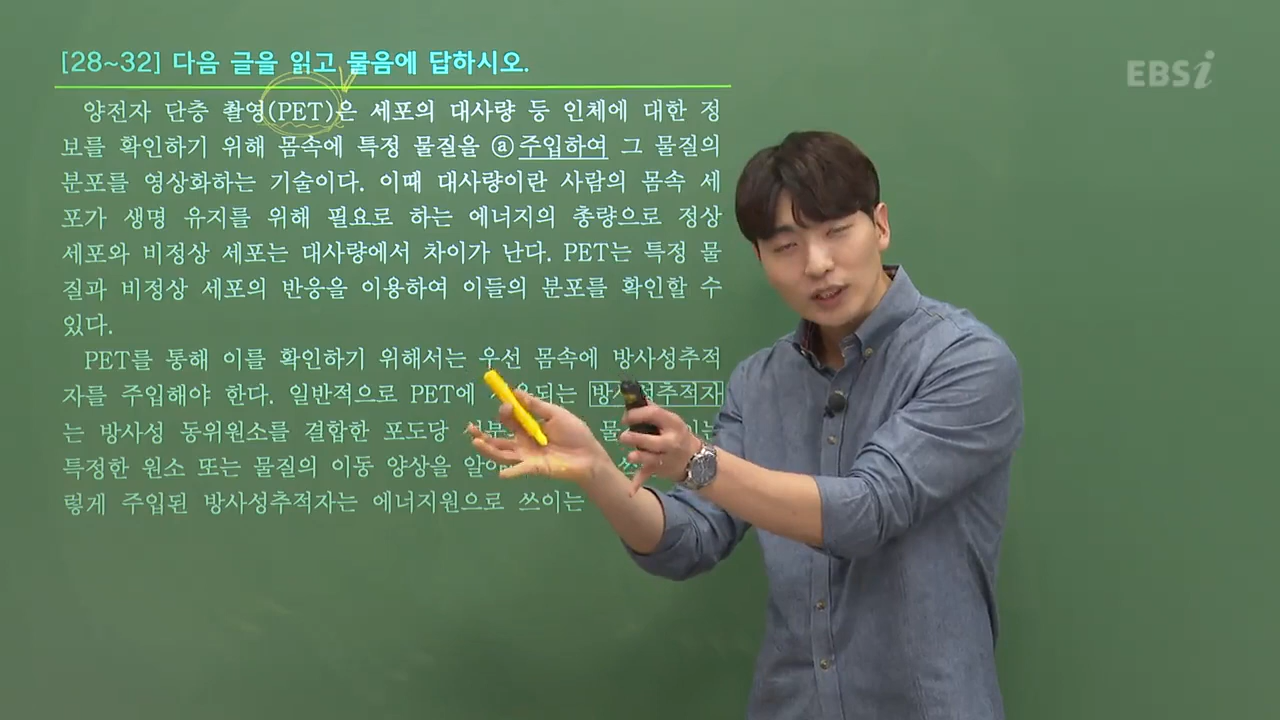 [28~32] 다음 글을 읽고 물음에 답하시오.
EBSi
양전자 단층 촬영(PET)은 세포의 대사량 등 인체에 대한 정
보를 확인하기 위해 몸속에 특정 물질을 ⓐ주입하여 그 물질의
분포를 영상화하는 기술이다. 이때 대사량이란 사람의 몸속 세
포가 생명 유지를 위해 필요로 하는 에너지의 총량으로 정상
세포와 비정상 세포는 대사량에서 차이가 난다. PET는 특정 물
질과 비정상 세포의 반응을 이용하여 이들의 분포를 확인할 수
있다.
PET를 통해 이를 확인하기 위해서는 우선 몸속에 방사성추적
자를 주입해야 한다. 일반적으로 PET에
는 방사성 동위원소를 결합한 포도당
특정한 원소 또는 물질의 이동 양상을
렇게 주입된 방사성추적자는 에너지원으로 쓰이는